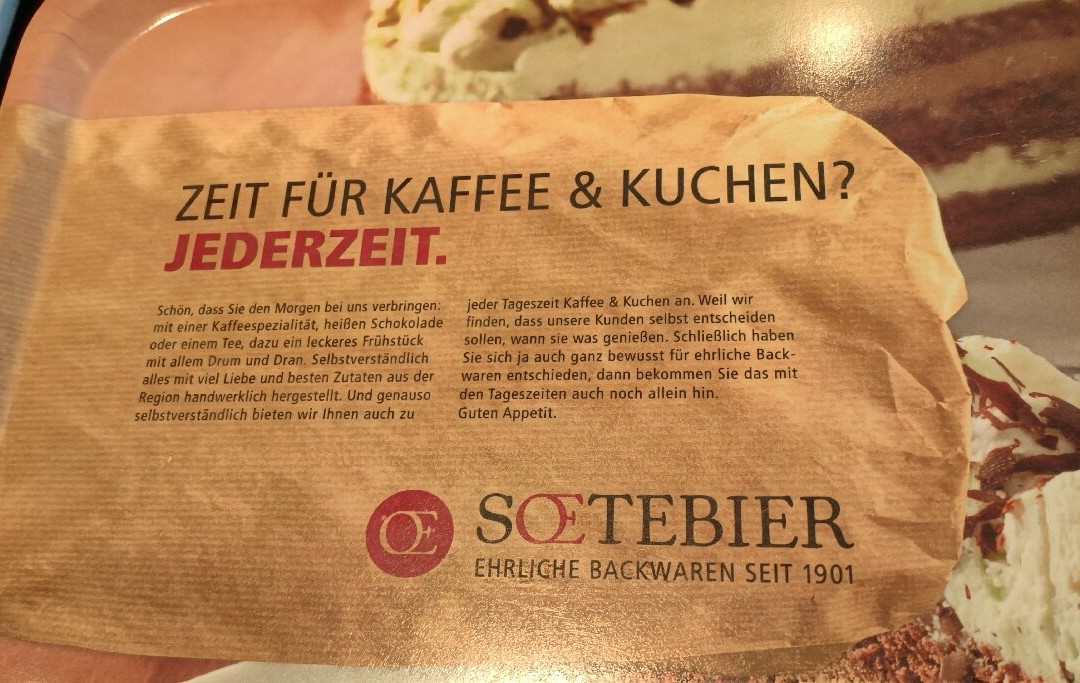 ZEIT FÜR KAFFEE & KUCHEN?
JEDERZEIT.
Schön, dass Sie den Morgen bei uns verbringen:
mit einer Kaffeespezialität, heißen Schokolade
oder einem Tee, dazu ein leckeres Frühstück
mit allem Drum und Dran. Selbstverständlich
alles mit viel Liebe und besten Zutaten aus der
Region handwerklich hergestellt. Und genauso
selbstverständlich bieten wir Ihnen auch zu
jeder Tageszeit Kaffee & Kuchen an. Weil wir
finden, dass unsere Kunden selbst entscheiden
sollen, wann sie was genießen. Schließlich haben
Sie sich ja auch ganz bewusst für ehrliche Back-
waren entschieden, dann bekommen Sie das mit
den Tageszeiten auch noch allein hin.
Guten Appetit.
Œ
SŒTEBIER
EHRLICHE BACKWAREN SEIT 1901